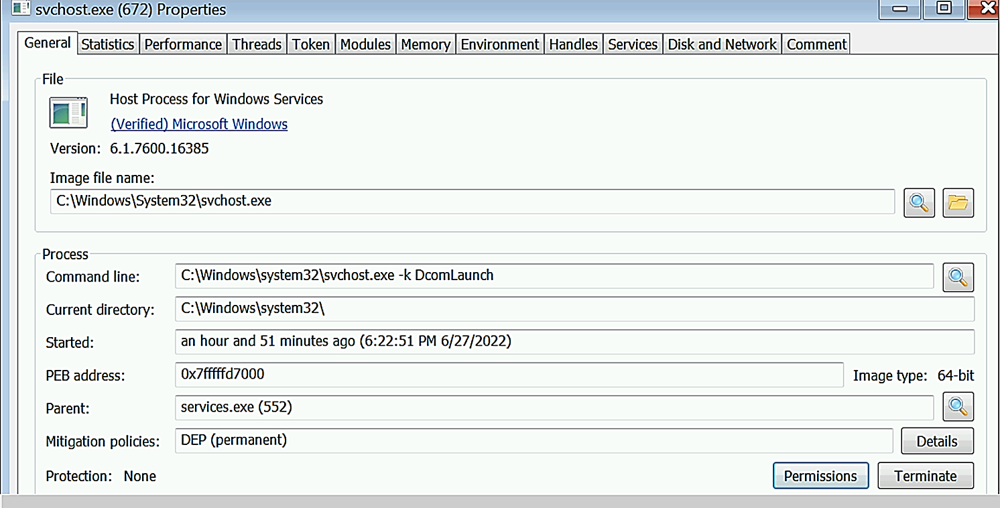 svchost.exe (672) Properties
General Statistics Performance Threads Token Modules Memory Environment Handles Services Disk and Network Comment
File
Host Process for Windows Services
(Verified) Microsoft Windows
Version: 6.1.7600.16385
Image file name:
C:\Windows\System32\svchost.exe
Process
Command line: C:\Windows\system32\svchost.exe -k DcomLaunch
Current directory: C:\Windows\system32\
Started: an hour and 51 minutes ago (6:22:51 PM 6/27/2022)
PEB address: 0x7fffffd7000 Image type: 64-bit
Parent: services.exe (552)
Mitigation policies: DEP (permanent) Details
Protection: None Permissions Terminate